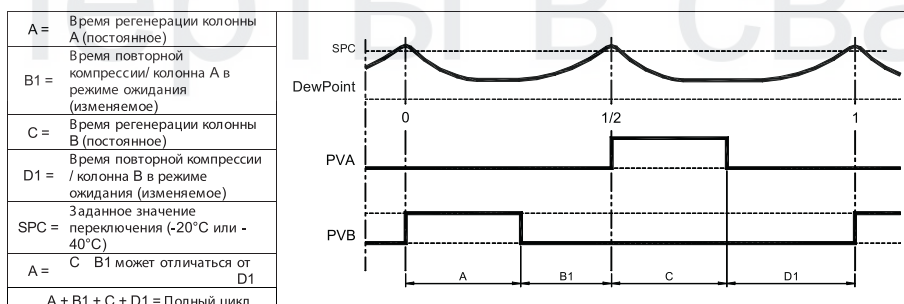 перты в сва
A =
Время регенерации колонны
A (постоянное)
B1 =
Время повторной
компрессии/ колонна A в
режиме ожидания
(изменяемое)
C =
Время регенерации колонны
B (постоянное)
D1 =
Время повторной компрессии
/ колонна B в режиме
ожидания (изменяемое)
SPC =
Заданное значение
переключения (-20°C или -
40°C)
A =
C B1 может отличаться от
D1
A + B1 + C + D1 = Полный цикл
SPC
DewPoint
0 1/2 1
PVA
PVB
A B1 C D1